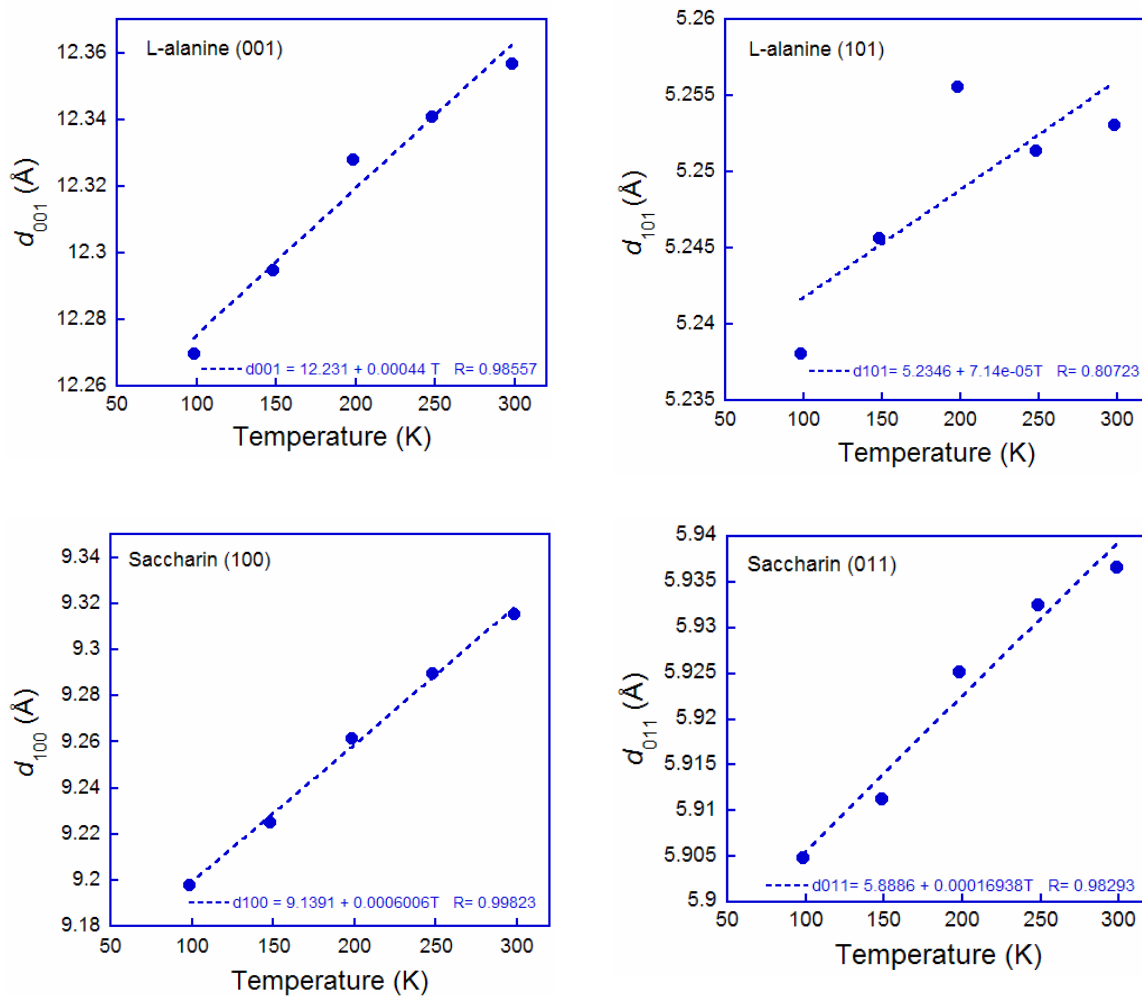 L-alanine (001)
12.36
12.34
12.32
12.3
12.28
12.26
d001 (Å)
d001 = 12.231 + 0.00044 T R= 0.98557
50 100 150 200 250 300
Temperature (K)
L-alanine (101)
5.26
5.255
5.25
5.245
5.24
5.235
d101 (Å)
d101= 5.2346 + 7.14e-05T R= 0.80723
50 100 150 200 250 300
Temperature (K)
Saccharin (100)
9.34
9.32
9.3
9.28
9.26
9.24
9.22
9.2
9.18
d100 (Å)
d100 = 9.1391 + 0.0006006T R= 0.99823
50 100 150 200 250 300
Temperature (K)
Saccharin (011)
5.94
5.935
5.93
5.925
5.92
5.915
5.91
5.905
5.9
d011 (Å)
d011= 5.8886 + 0.00016938T R= 0.98293
50 100 150 200 250 300
Temperature (K)